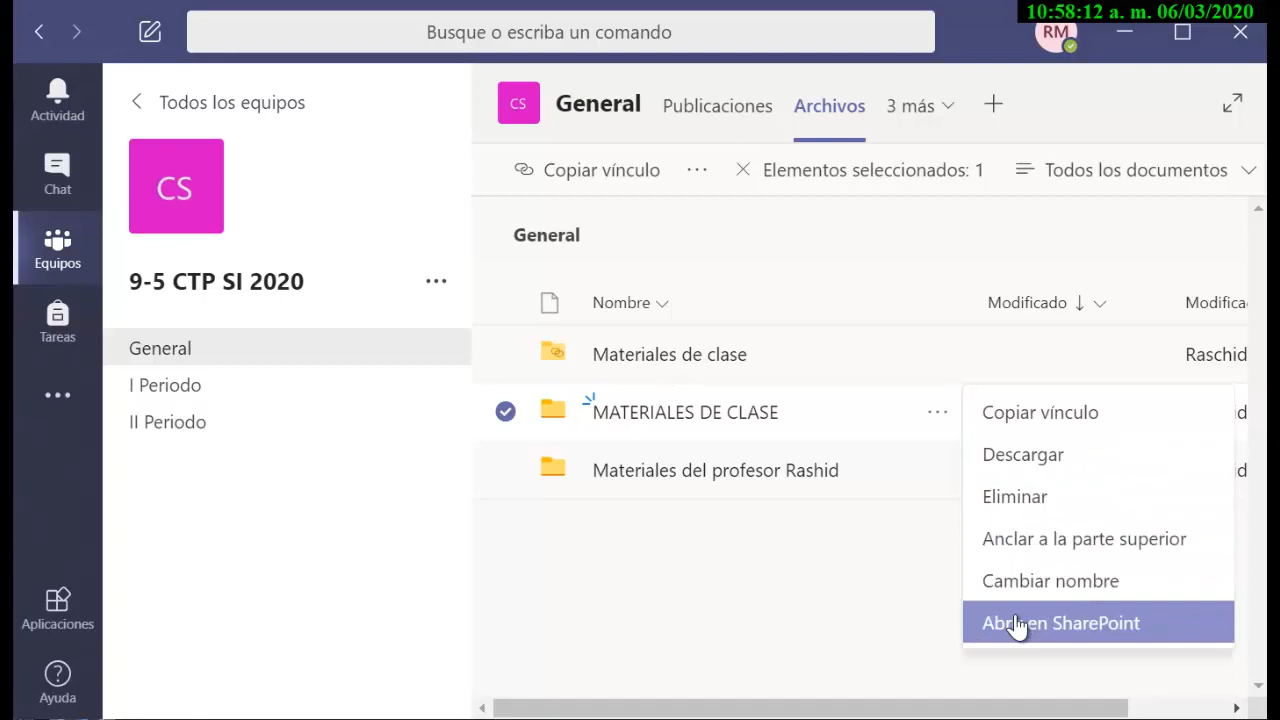 10:58:12 a. m. 06/03/2020
Busque o escriba un comando
RM
Actividad
Chat
Equipos
Tareas
Aplicaciones
Ayuda
Todos los equipos
CS
9-5 CTP SI 2020
General
I Periodo
II Periodo
CS General Publicaciones Archivos 3 más
Copiar vínculo Elementos seleccionados: 1 Todos los documentos
General
Nombre Modificado Modifica
Materiales de clase Raschid
MATERIALES DE CLASE
Materiales del profesor Rashid
Copiar vínculo
Descargar
Eliminar
Anclar a la parte superior
Cambiar nombre
Abrir en SharePoint